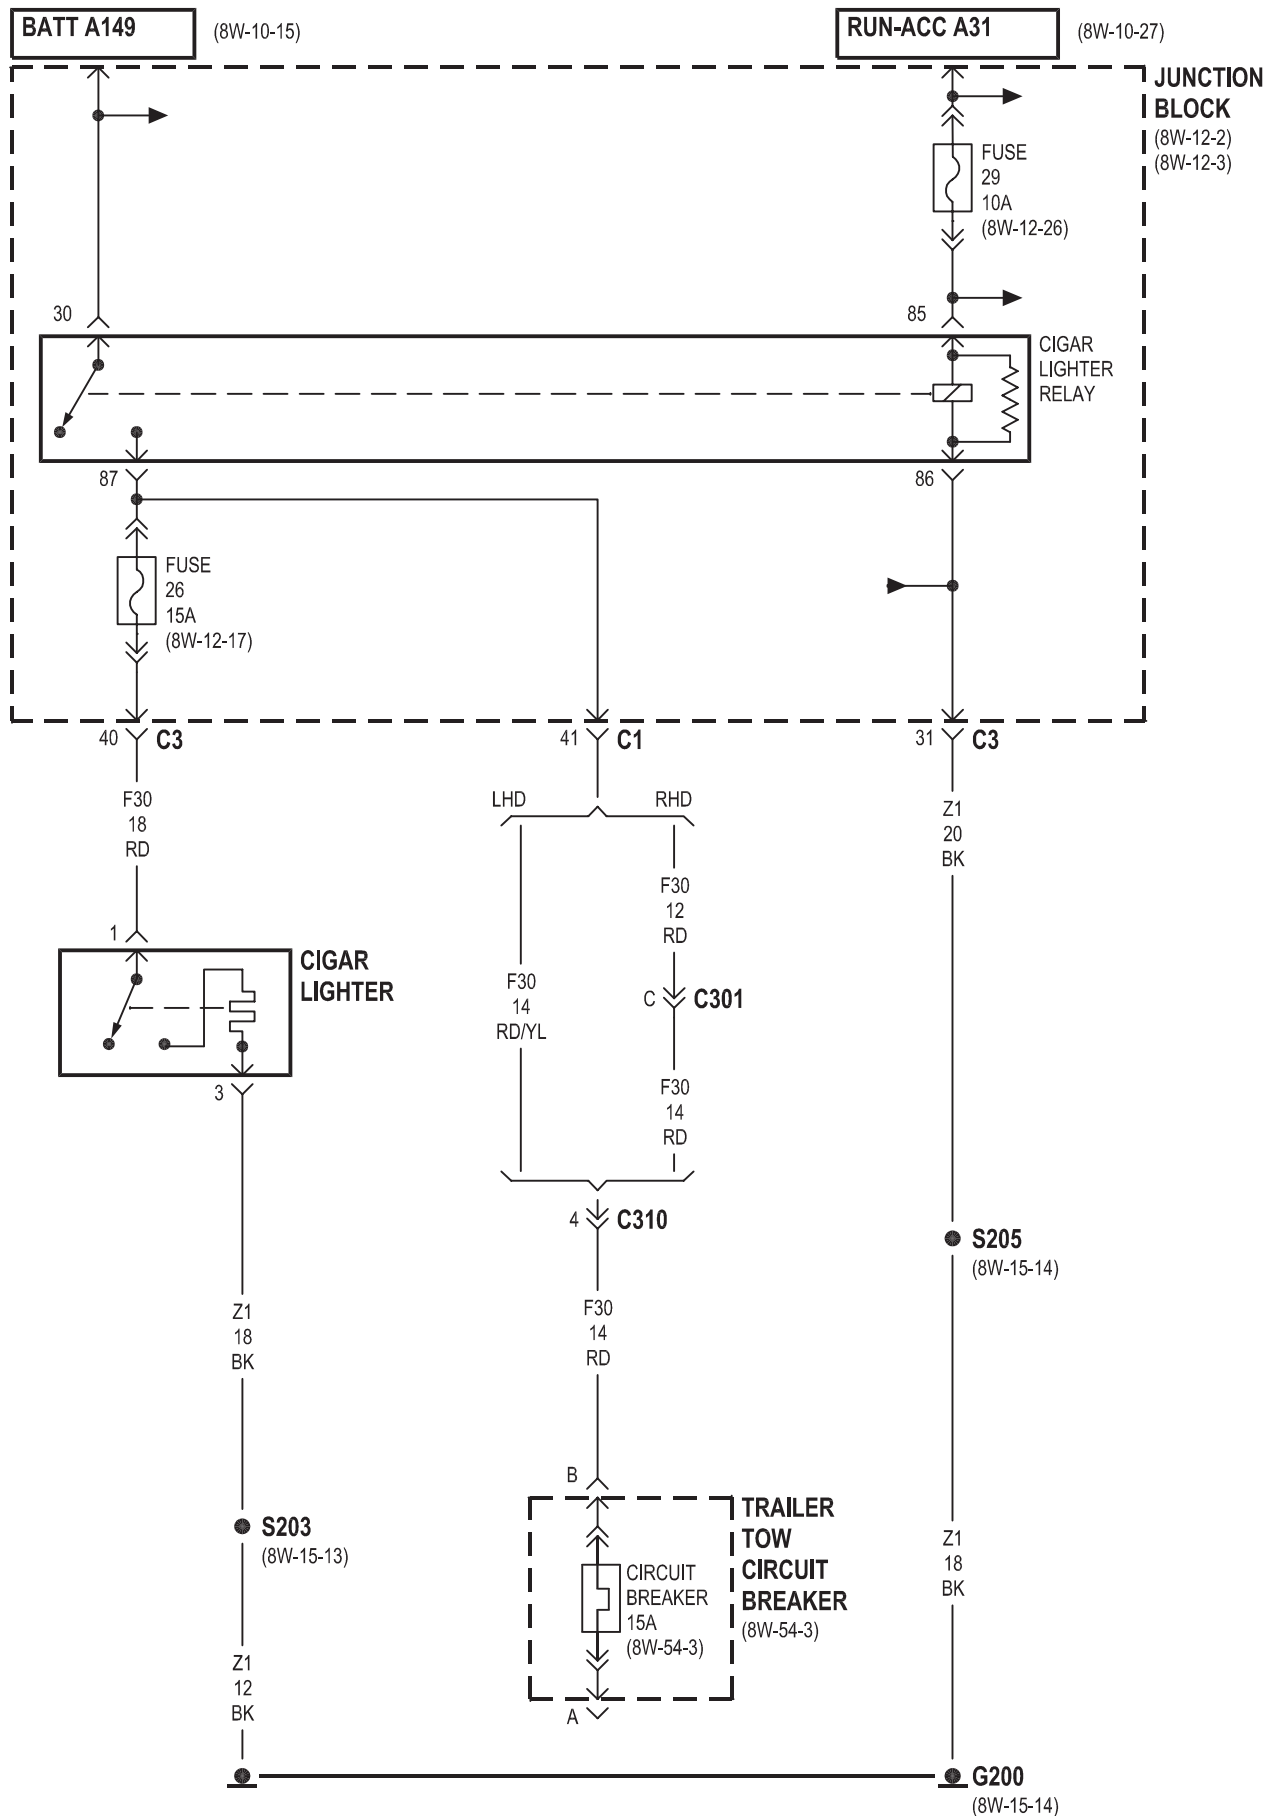 BATT A149
(8W-10-15)
RUN-ACC A31
(8W-10-27)
JUNCTION
BLOCK
(8W-12-2)
(8W-12-3)
FUSE
29
10A
(8W-12-26)
30
85
CIGAR
LIGHTER
RELAY
87
86
FUSE
26
15A
(8W-12-17)
40
C3
41
C1
31
C3
F30
18
RD
LHD
RHD
Z1
20
BK
F30
12
RD
1
CIGAR
LIGHTER
F30
14
RD/YL
C
C301
3
F30
14
RD
4
C310
S205
(8W-15-14)
Z1
18
BK
F30
14
RD
B
S203
(8W-15-13)
TRAILER
TOW
CIRCUIT
BREAKER
(8W-54-3)
CIRCUIT
BREAKER
15A
(8W-54-3)
Z1
18
BK
Z1
12
BK
A
G200
(8W-15-14)